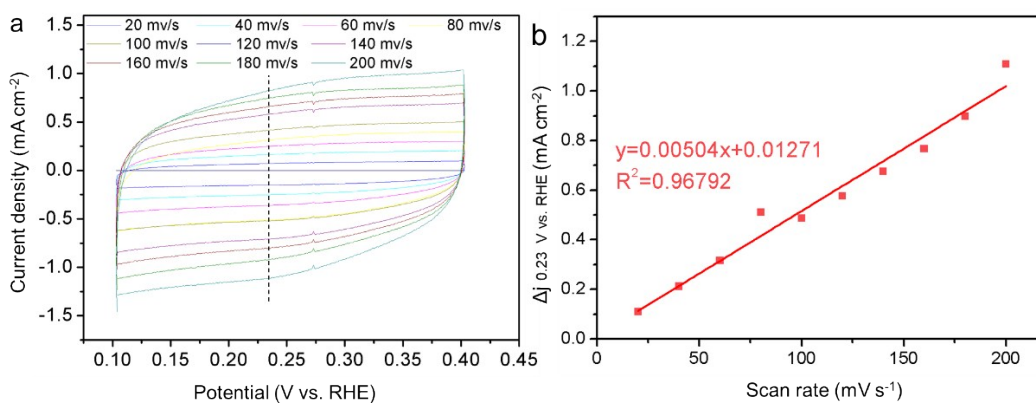 a
20 mv/s 40 mv/s 60 mv/s 80 mv/s
100 mv/s 120 mv/s 140 mv/s
160 mv/s 180 mv/s 200 mv/s
Current density (mA cm⁻²)
1.5
1.0
0.5
0.0
-0.5
-1.0
-1.5
0.10 0.15 0.20 0.25 0.30 0.35 0.40 0.45
Potential (V vs. RHE)
b
Δj 0.23 V vs. RHE (mA cm⁻²)
1.2
1.0
0.8
0.6
0.4
0.2
0.0
y=0.00504x+0.01271
R²=0.96792
0 50 100 150 200
Scan rate (mV s⁻¹)